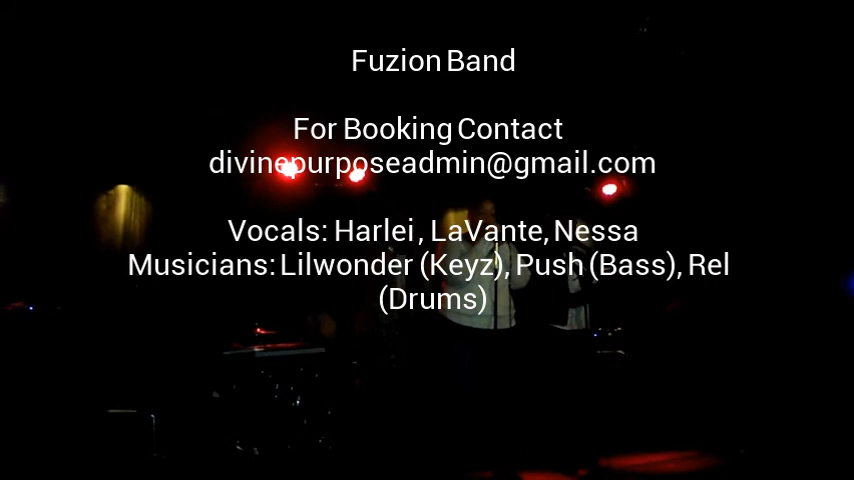 Fuzion Band
For Booking Contact
divinepurposeadmin@gmail.com
Vocals: Harlei , LaVante, Nessa
Musicians: Lilwonder (Keyz), Push (Bass), Rel
(Drums)